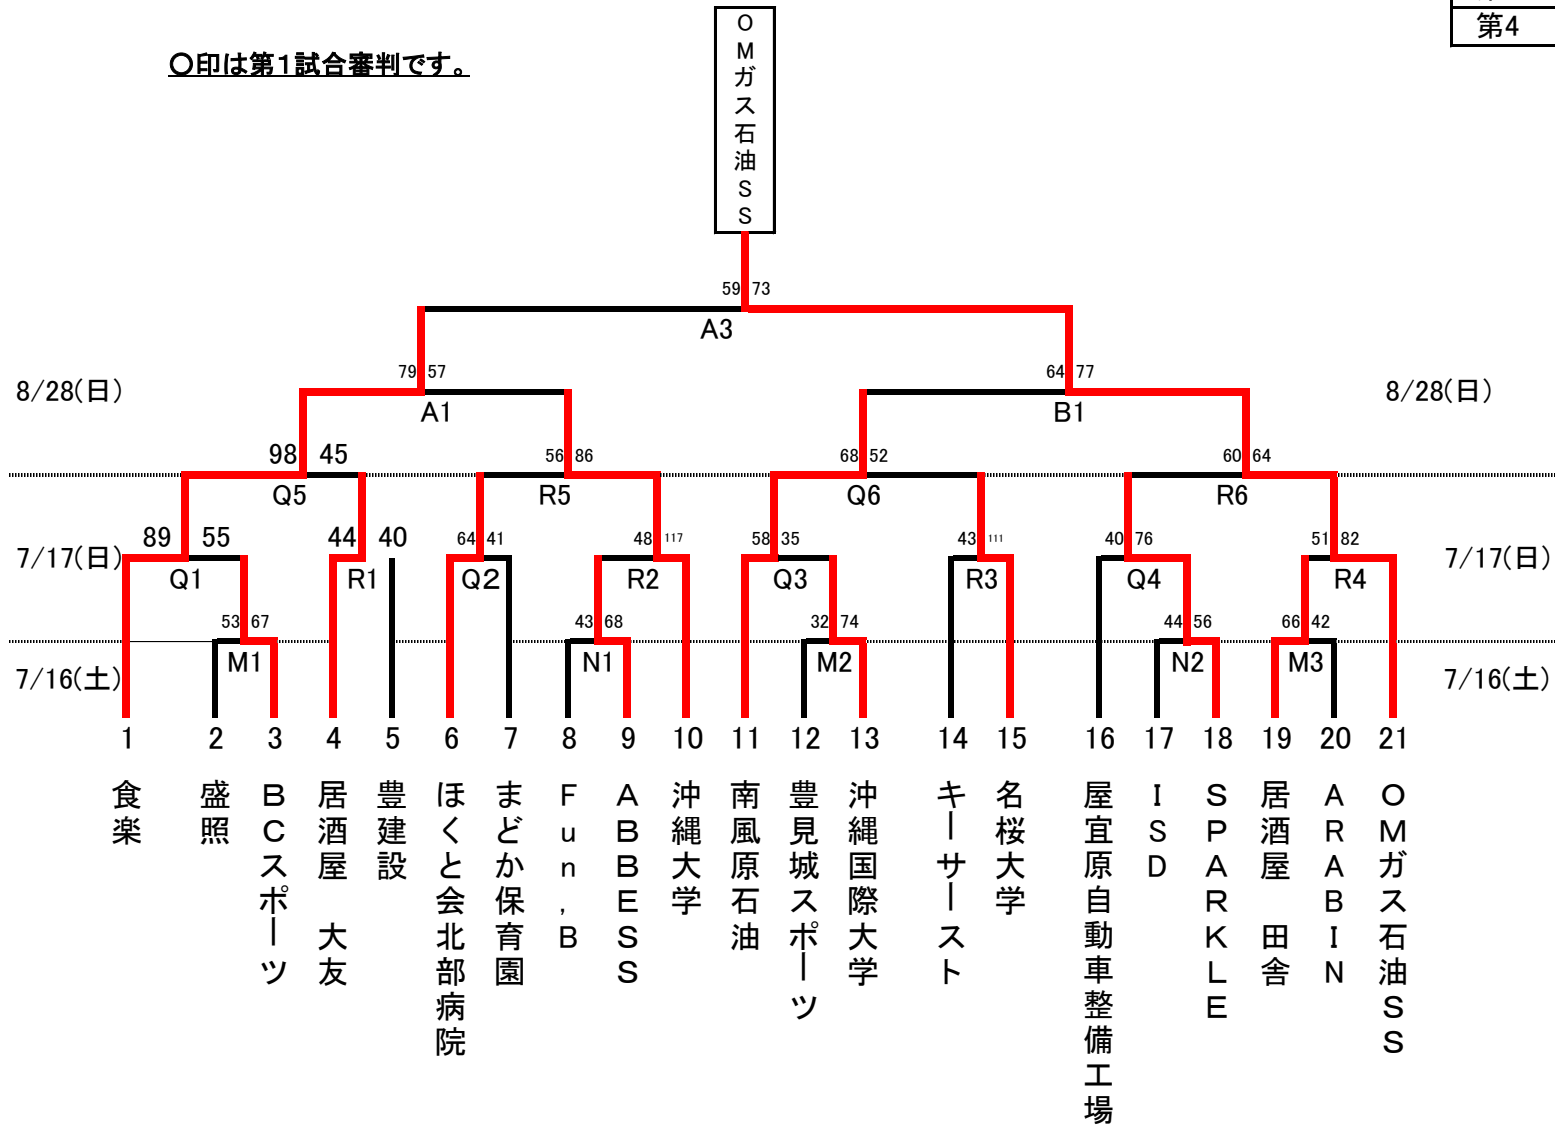 第4
〇印は第1試合審判です。
OMガス石油SS
59 73
A3
79 57
64 77
8/28(日)
8/28(日)
A1
B1
98 45
56 86
68 52
60 64
Q5
R5
Q6
R6
89 55
44 40
64 41
48 117
58 35
43 111
40 76
51 82
7/17(日)
7/17(日)
Q1
R1
Q2
R2
Q3
R3
Q4
R4
53 67
43 68
32 74
44 56
66 42
M1
N1
M2
N2
M3
7/16(土)
7/16(土)
1 2 3 4 5 6 7 8 9 10 11 12 13 14 15 16 17 18 19 20 21
食楽
盛照
BCスポーツ
居酒屋 大友
豊建設
ほくと会北部病院
まどか保育園
Fun,B
ABBESS
沖縄大学
南風原石油
豊見城スポーツ
沖縄国際大学
キーサースト
名桜大学
屋宜原自動車整備工場
ISD
SPARKLE
居酒屋 田舎
ARABIN
OMガス石油SS